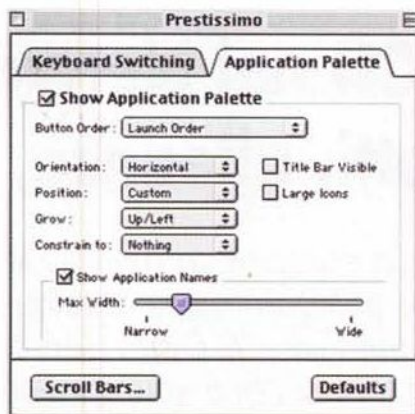 Prestissimo
Keyboard Switching
Application Palette
Show Application Palette
Button Order: Launch Order
Orientation: Horizontal
Title Bar Visible
Position: Custom
Large Icons
Grow: Up/Left
Constrain to: Nothing
Show Application Names
Max Width:
Narrow
Wide
Scroll Bars...
Defaults